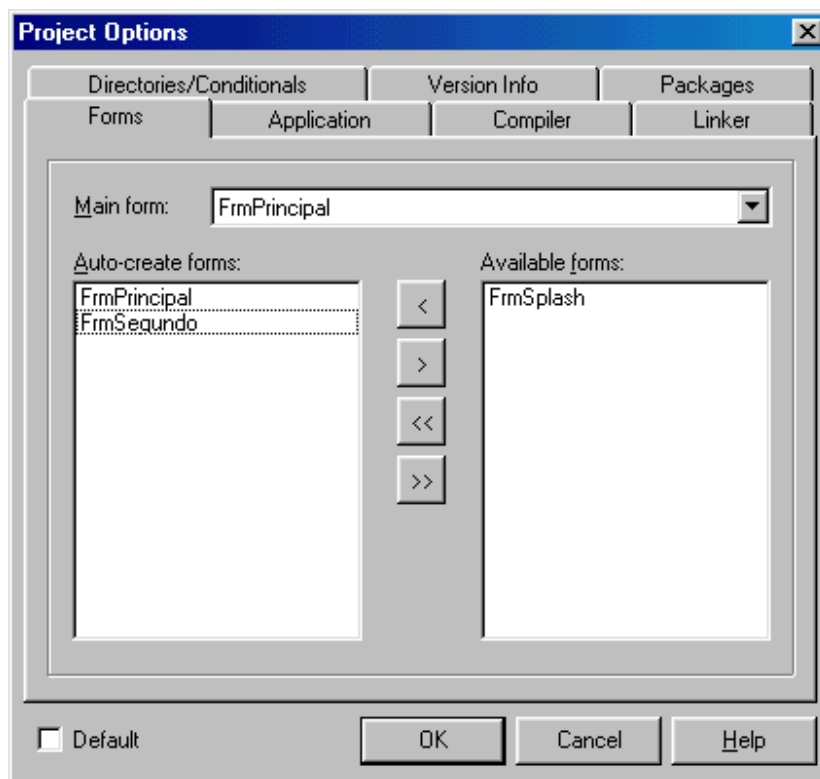 Project Options
Directories/Conditionals Version Info Packages
Forms Application Compiler Linker
Main form: FrmPrincipal
Auto-create forms: Available forms:
FrmPrincipal FrmSplash
FrmSegundo
<
>
<<
>>
Default OK Cancel Help